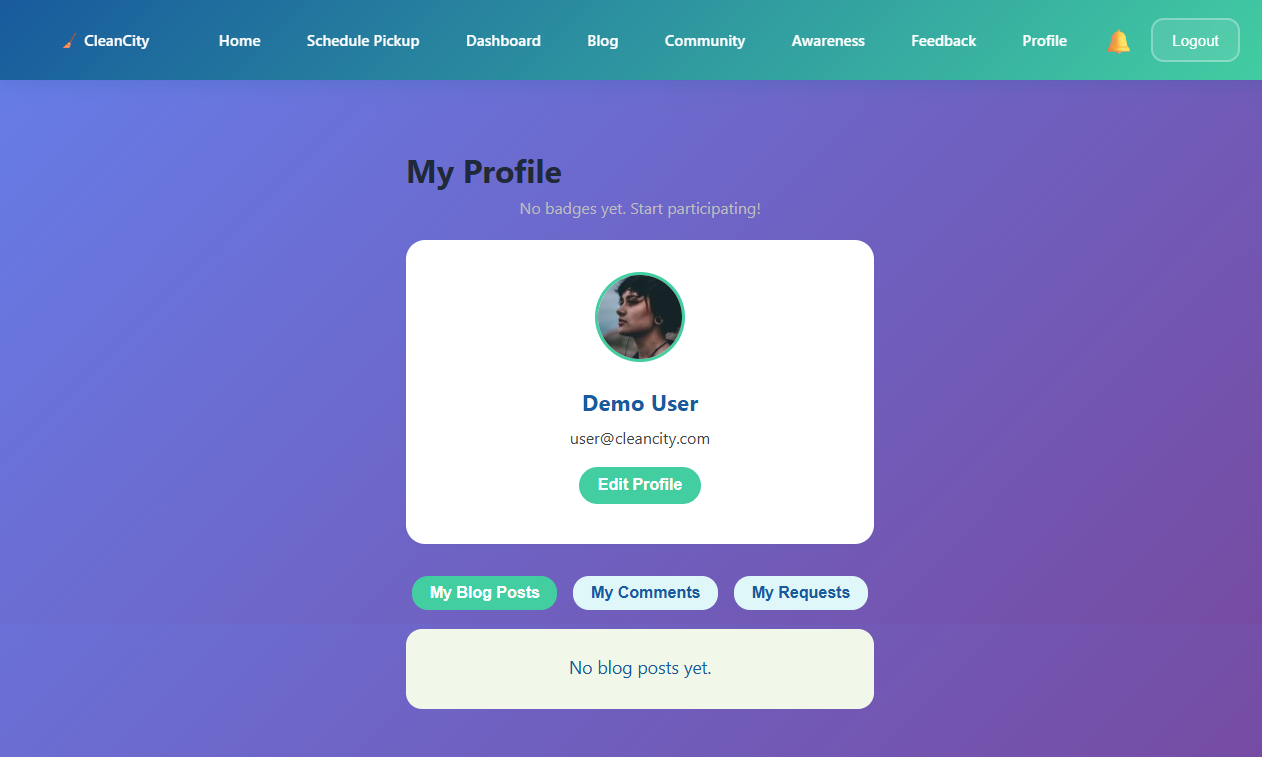 CleanCity Home Schedule Pickup Dashboard Blog Community Awareness Feedback Profile Logout
My Profile
No badges yet. Start participating!
Demo User
user@cleancity.com
Edit Profile
My Blog Posts My Comments My Requests
No blog posts yet.